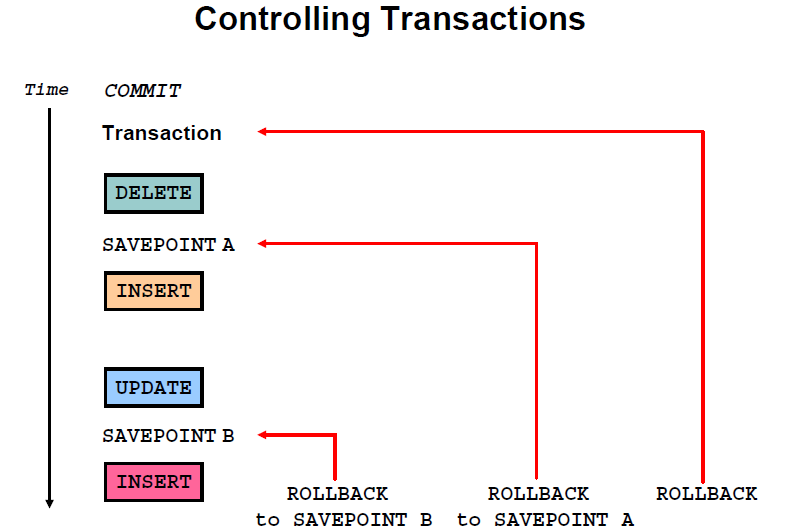 Controlling Transactions
Time
COMMIT
Transaction
DELETE
SAVEPOINT A
INSERT
UPDATE
SAVEPOINT B
INSERT
ROLLBACK
to SAVEPOINT B
ROLLBACK
to SAVEPOINT A
ROLLBACK